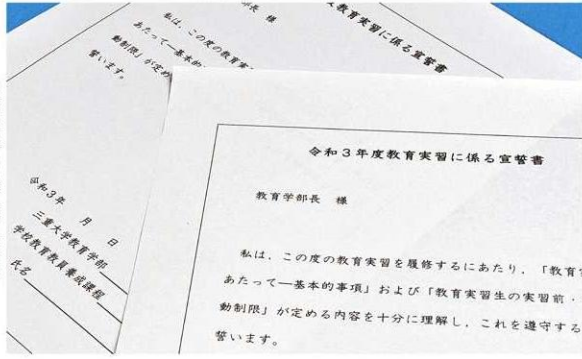 長 様
教育実習に係る宣誓書
私は、この度の教育実
あたって―基本的
動制限」が定め
誓います。
令和3年 月 日
三重大学教育学部
学校教育教員養成課程
氏名
令和3年度教育実習に係る宣誓書
教育学部長 様
私は、この度の教育実習を履修するにあたり、「教育
あたって―基本的事項」および「教育実習生の実習前・
動制限」が定める内容を十分に理解し、これを遵守する
誓います。